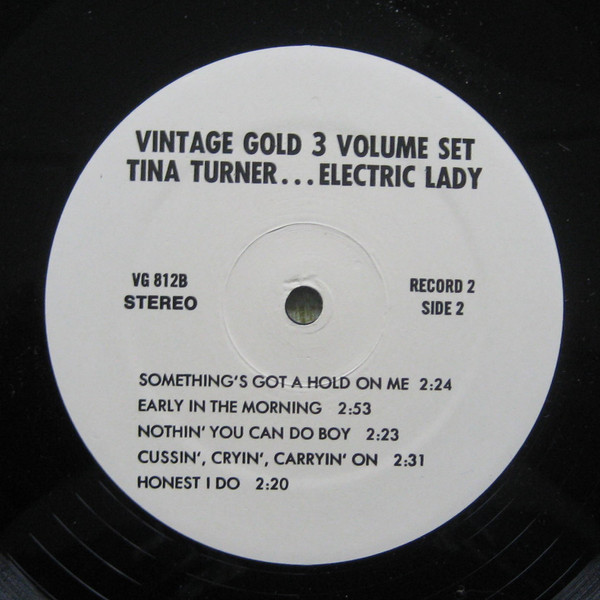 VINTAGE GOLD 3 VOLUME SET
TINA TURNER...ELECTRIC LADY
VG 812B
STEREO
RECORD 2
SIDE 2
SOMETHING'S GOT A HOLD ON ME 2:24
EARLY IN THE MORNING 2:53
NOTHIN' YOU CAN DO BOY 2:23
CUSSIN', CRYIN', CARRYIN' ON 2:31
HONEST I DO 2:20